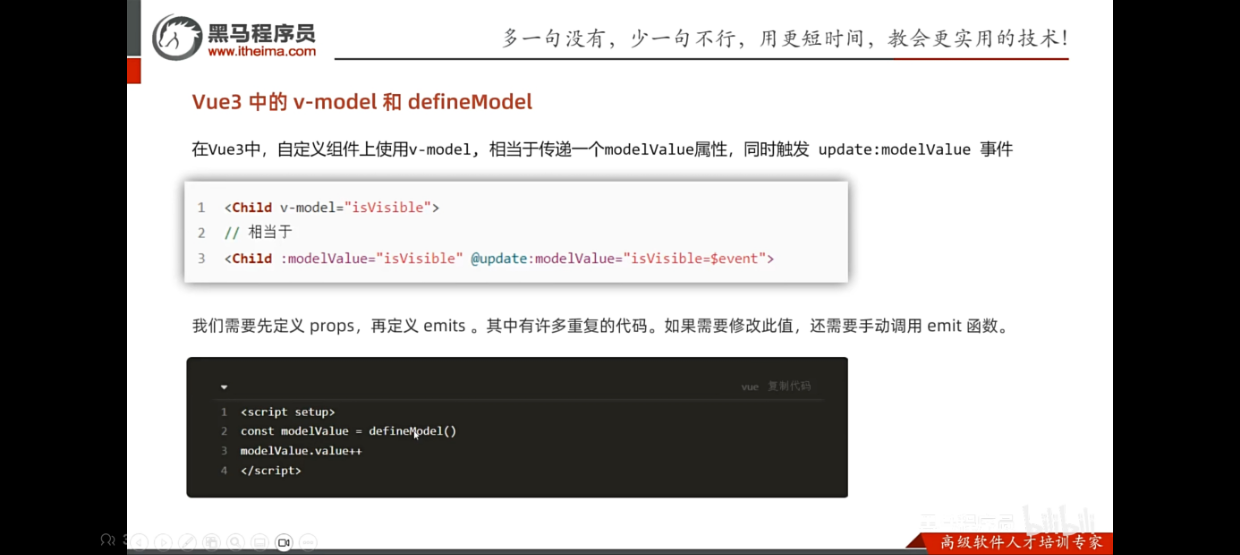 黑马程序员
www.itheima.com
多一句没有，少一句不行，用更短时间，教会更实用的技术!
Vue3 中的 v-model 和 defineModel
在Vue3中，自定义组件上使用v-model, 相当于传递一个modelValue属性，同时触发 update:modelValue 事件
1 <Child v-model="isVisible">
2 // 相当于
3 <Child :modelValue="isVisible" @update:modelValue="isVisible=$event">
我们需要先定义 props，再定义 emits 。其中有许多重复的代码。如果需要修改此值，还需要手动调用 emit 函数。
vue 复制代码
1 <script setup>
2 const modelValue = defineModel()
3 modelValue.value++
4 </script>
bilibili
高级软件人才培训专家